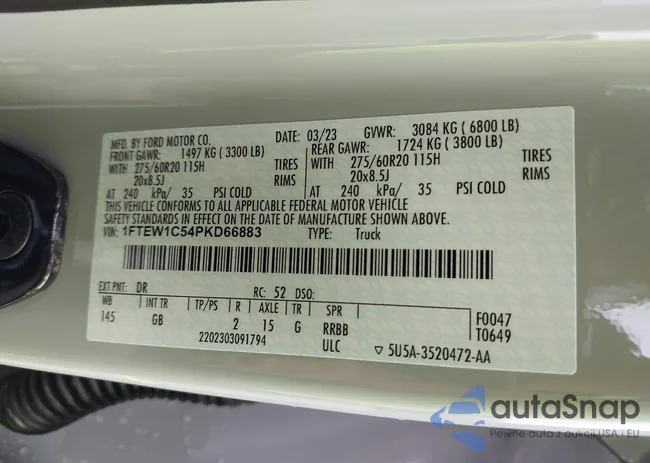 MFD. BY FORD MOTOR CO. DATE: 03/23 GVWR: 3084 KG ( 6800 LB)
FRONT GAWR: 1497 KG ( 3300 LB) REAR GAWR: 1724 KG ( 3800 LB)
WITH 275/60R20 115H TIRES WITH 275/60R20 115H TIRES
20x8.5J RIMS 20x8.5J RIMS
AT 240 kPa/ 35 PSI COLD AT 240 kPa/ 35 PSI COLD
THIS VEHICLE CONFORMS TO ALL APPLICABLE FEDERAL MOTOR VEHICLE
SAFETY STANDARDS IN EFFECT ON THE DATE OF MANUFACTURE SHOWN ABOVE.
VIN: 1FTEW1C54PKD66883 TYPE: Truck
EXT PNT: DR RC: 52 DSO:
WB INT TR TP/PS R AXLE TR SPR F0047
145 GB 2 15 G RRBB T0649
2202303091794 ULC ▽ 5U5A-3520472-AA
autaSnap
Pewne auta z aukcji USA i EU